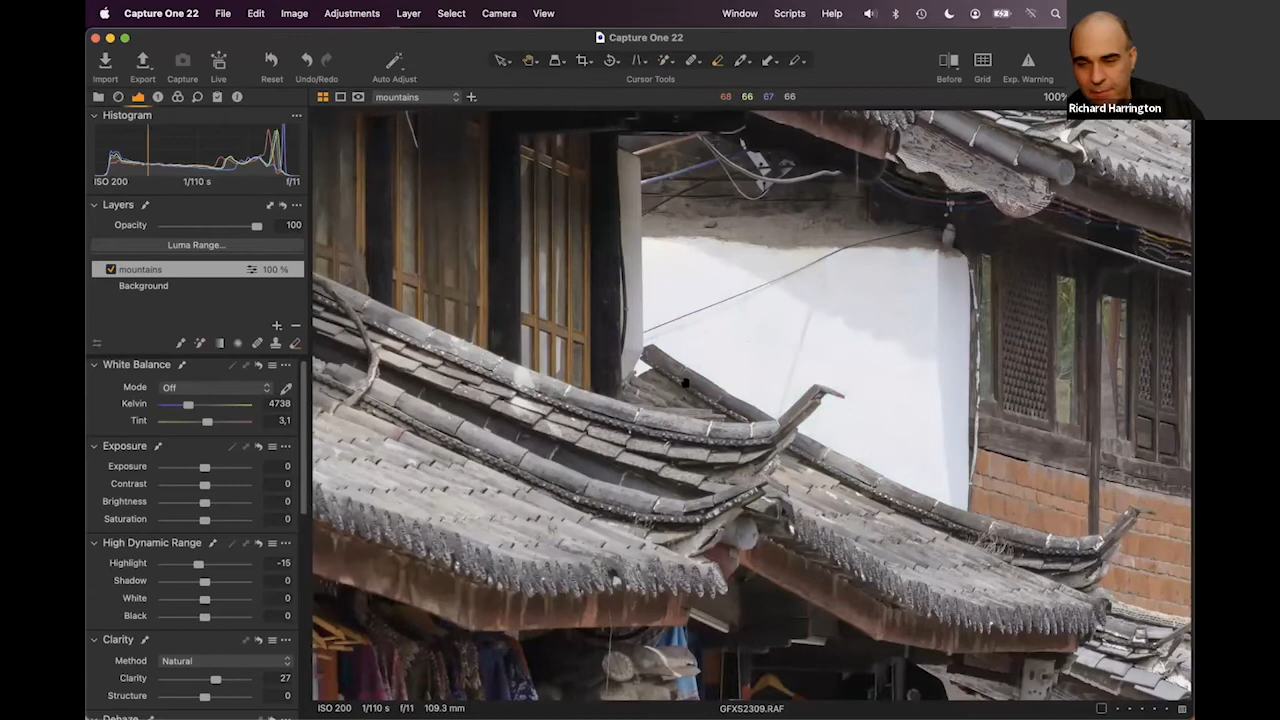 Capture One 22 File Edit Image Adjustments Layer Select Camera View Window Scripts Help
Capture One 22
Import Export Capture Live Reset Undo/Redo Auto Adjust Cursor Tools Before Grid Exp. Warning
Richard Harrington
mountains
68 66 67 66
100%
Histogram
ISO 200 1/110 s f/11
Layers
Opacity 100
Luma Range...
mountains 100 %
Background
White Balance
Mode Off
Kelvin 4738
Tint 3,1
Exposure
Exposure 0
Contrast 0
Brightness 0
Saturation 0
High Dynamic Range
Highlight -15
Shadow 0
White 0
Black 0
Clarity
Method Natural
Clarity 27
Structure 0
Dehaze
ISO 200 1/110 s f/11 109.3 mm GFXS2309.RAF